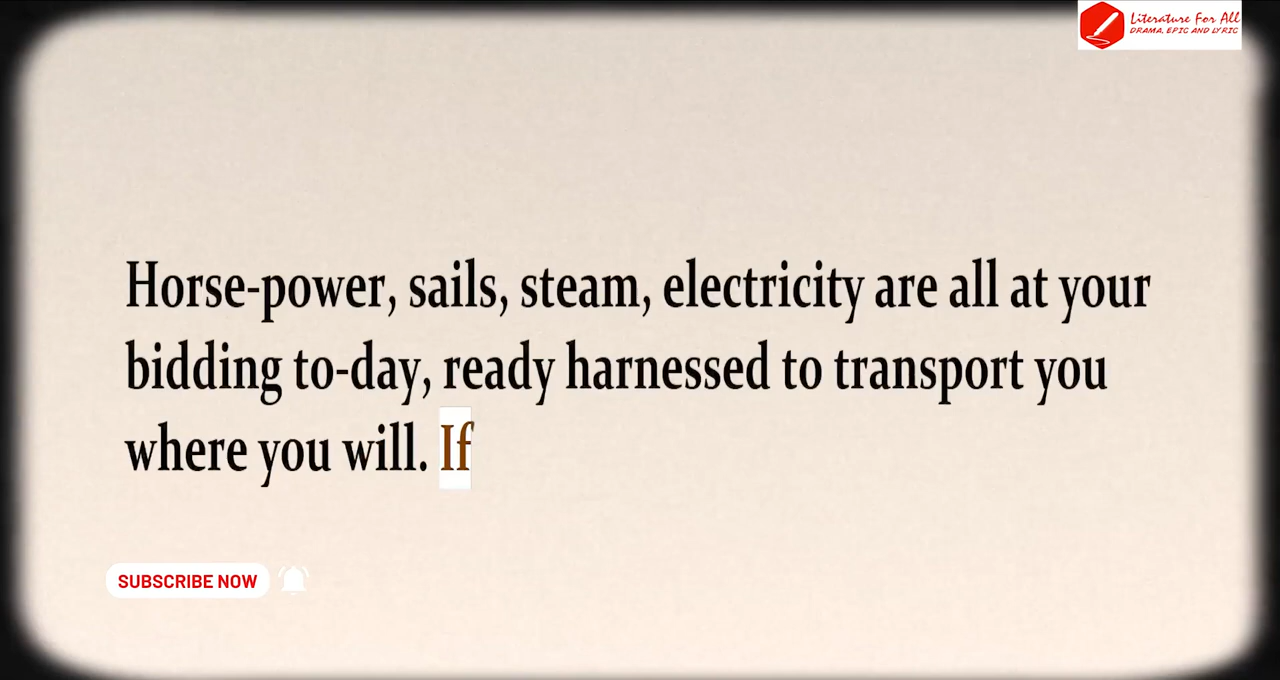 Literature For All
DRAMA, EPIC AND LYRIC
Horse-power, sails, steam, electricity are all at your
bidding to-day, ready harnessed to transport you
where you will. If
SUBSCRIBE NOW